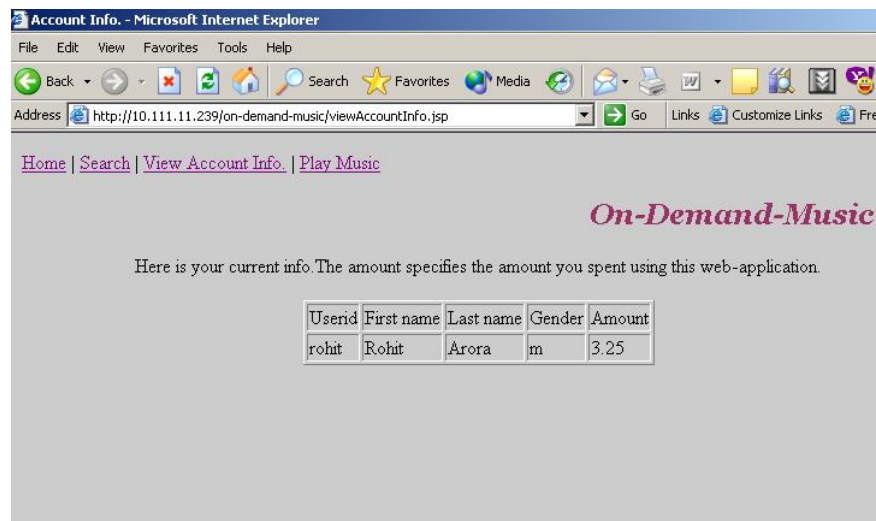 Account Info. - Microsoft Internet Explorer
File Edit View Favorites Tools Help
Back Search Favorites Media
Address http://10.111.11.239/on-demand-music/viewAccountInfo.jsp Go Links Customize Links Fre
Home | Search | View Account Info. | Play Music
On-Demand-Music
Here is your current info.The amount specifies the amount you spent using this web-application.
Userid First name Last name Gender Amount
rohit Rohit Arora m 3.25